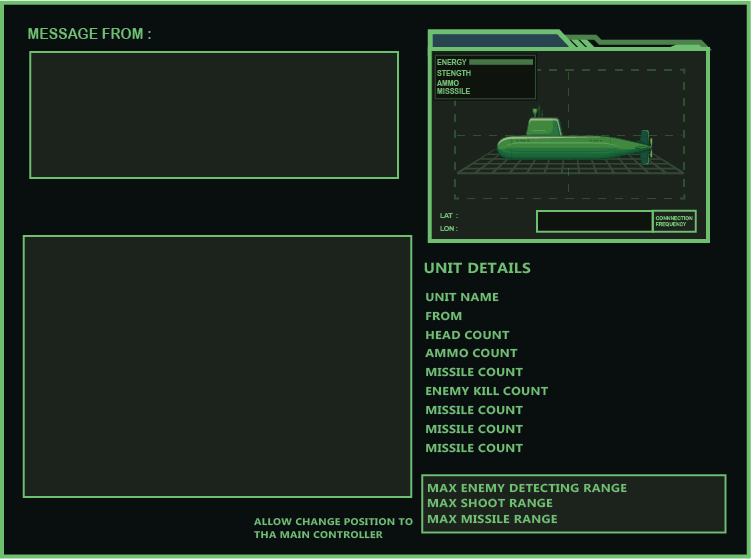 MESSAGE FROM :
ENERGY
STENGTH
AMMO
MISSSILE
LAT :
LON :
CONNNECTION
FREQUENCY
UNIT DETAILS
UNIT NAME
FROM
HEAD COUNT
AMMO COUNT
MISSILE COUNT
ENEMY KILL COUNT
MISSILE COUNT
MISSILE COUNT
MISSILE COUNT
MAX ENEMY DETECTING RANGE
MAX SHOOT RANGE
MAX MISSILE RANGE
ALLOW CHANGE POSITION TO
THA MAIN CONTROLLER